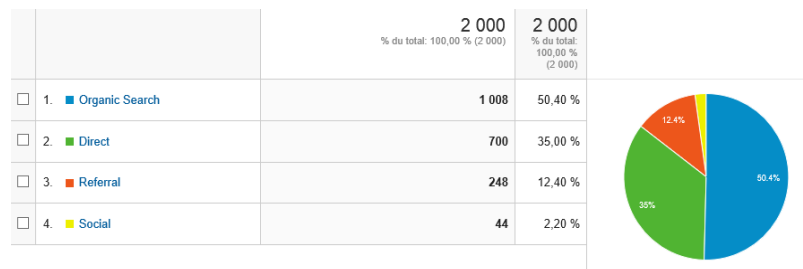 2 000
% du total: 100,00 % (2 000)
2 000
% du total:
100,00 %
(2 000)
1. Organic Search 1 008 50,40 %
2. Direct 700 35,00 %
3. Referral 248 12,40 %
4. Social 44 2,20 %
12.4%
50.4%
35%